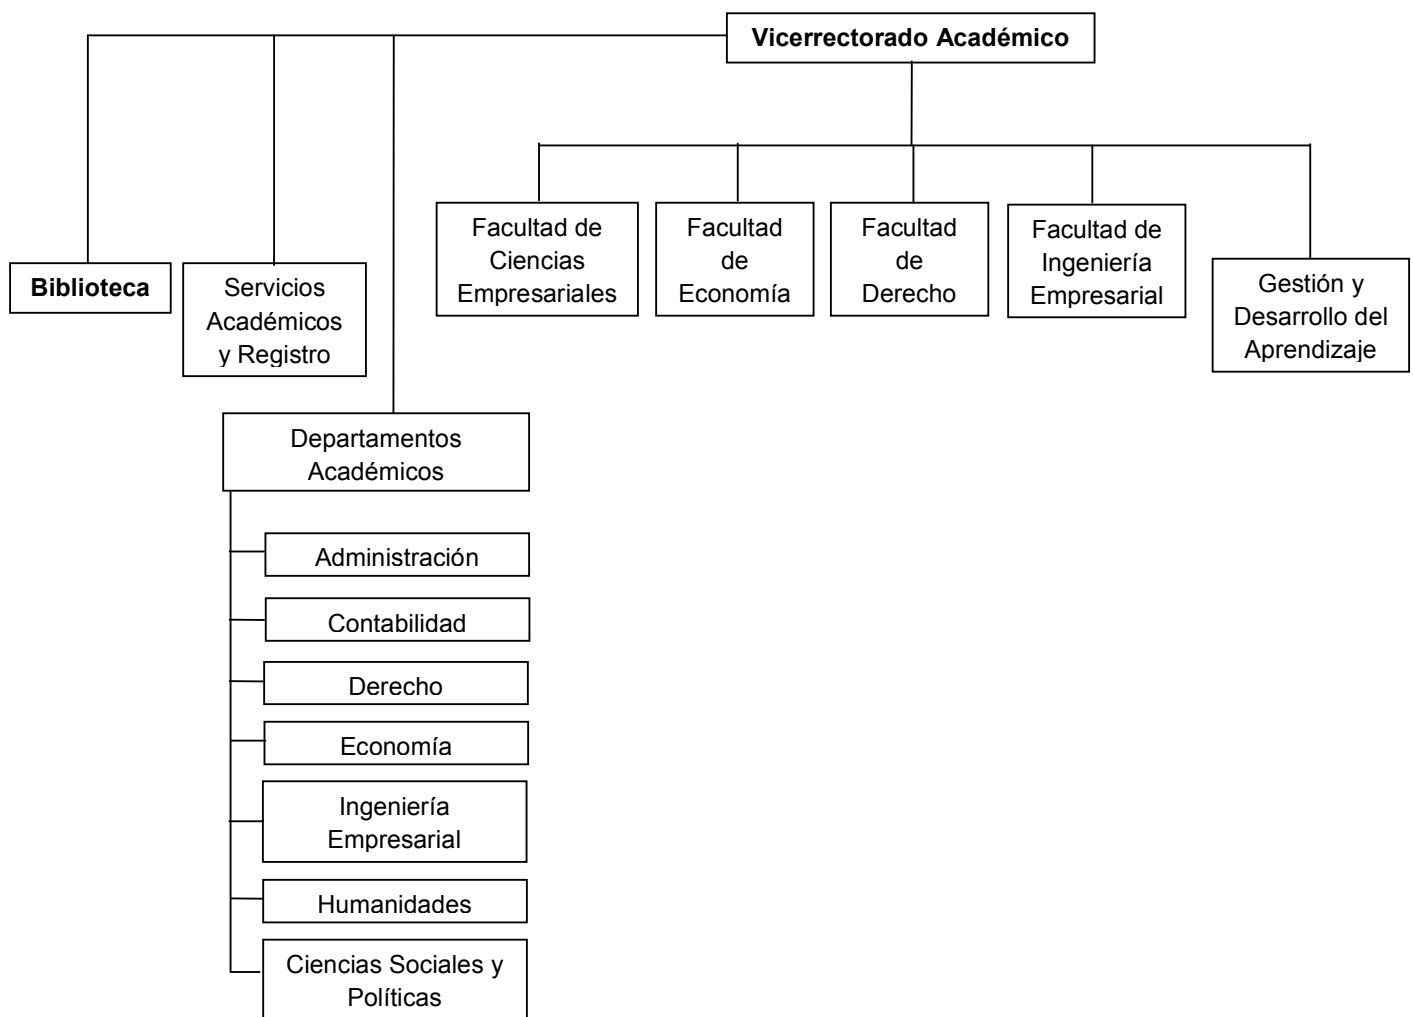 Vicerrectorado Académico
Facultad de
Ciencias
Empresariales
Facultad
de
Economía
Facultad
de
Derecho
Facultad de
Ingeniería
Empresarial
Gestión y
Desarrollo del
Aprendizaje
Biblioteca
Servicios
Académicos
y Registro
Departamentos
Académicos
Administración
Contabilidad
Derecho
Economía
Ingeniería
Empresarial
Humanidades
Ciencias Sociales y
Políticas